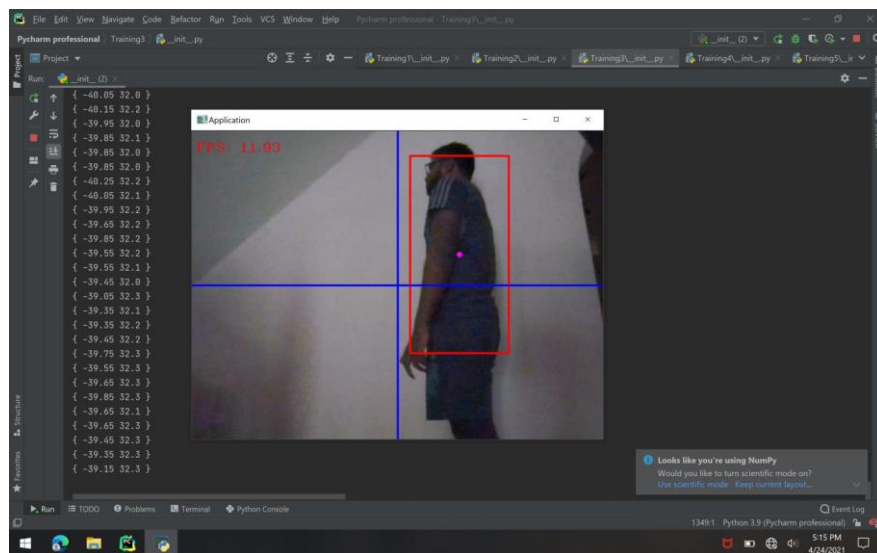 File Edit View Navigate Code Refactor Run Tools VCS Window Help Pycharm professional - Training3\__init__.py
Pycharm professional Training3 __init__.py __init__ (2)
Project Training1\__init__.py Training2\__init__.py Training3\__init__.py Training4\__init__.py Training5\__ir
Project
Run: __init__ (2)
{ -40.05 32.0 }
{ -40.15 32.2 }
{ -39.95 32.0 }
{ -39.85 32.1 }
{ -39.85 32.0 }
{ -39.85 32.0 }
{ -40.25 32.2 }
{ -40.05 32.1 }
{ -39.95 32.2 }
{ -39.65 32.2 }
{ -39.85 32.2 }
{ -39.55 32.2 }
{ -39.55 32.1 }
{ -39.45 32.0 }
{ -39.05 32.3 }
{ -39.35 32.1 }
{ -39.35 32.2 }
{ -39.45 32.2 }
{ -39.75 32.3 }
{ -39.55 32.3 }
{ -39.65 32.3 }
{ -39.85 32.3 }
{ -39.65 32.1 }
{ -39.65 32.3 }
{ -39.45 32.3 }
{ -39.35 32.3 }
{ -39.15 32.3 }
Application
FPS: 11.93
Structure
Favorites
Looks like you're using NumPy
Would you like to turn scientific mode on?
Use scientific mode Keep current layout...
Run TODO Problems Terminal Python Console Event Log
1349:1 Python 3.9 (Pycharm professional)
5:15 PM
4/24/2021